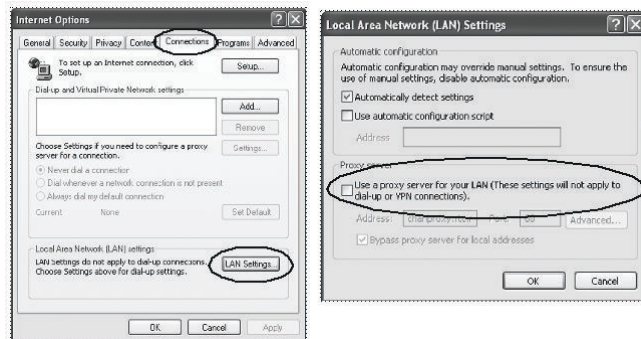 Internet Options
General Security Privacy Content Connections Programs Advanced
To set up an Internet connection, click
Setup.
Setup...
Dial-up and Virtual Private Network settings
Add...
Remove
Choose Settings if you need to configure a proxy
server for a connection.
Settings...
Never dial a connection
Dial whenever a network connection is not present
Always dial my default connection
Current None
Set Default
Local Area Network (LAN) settings
LAN Settings do not apply to dial-up connections.
Choose Settings above for dial-up settings.
LAN Settings...
OK Cancel Apply
Local Area Network (LAN) Settings
Automatic configuration
Automatic configuration may override manual settings. To ensure the
use of manual settings, disable automatic configuration.
Automatically detect settings
Use automatic configuration script
Address
Proxy server
Use a proxy server for your LAN (These settings will not apply to
dial-up or VPN connections).
Address: 80 Advanced...
Bypass proxy server for local addresses
OK Cancel